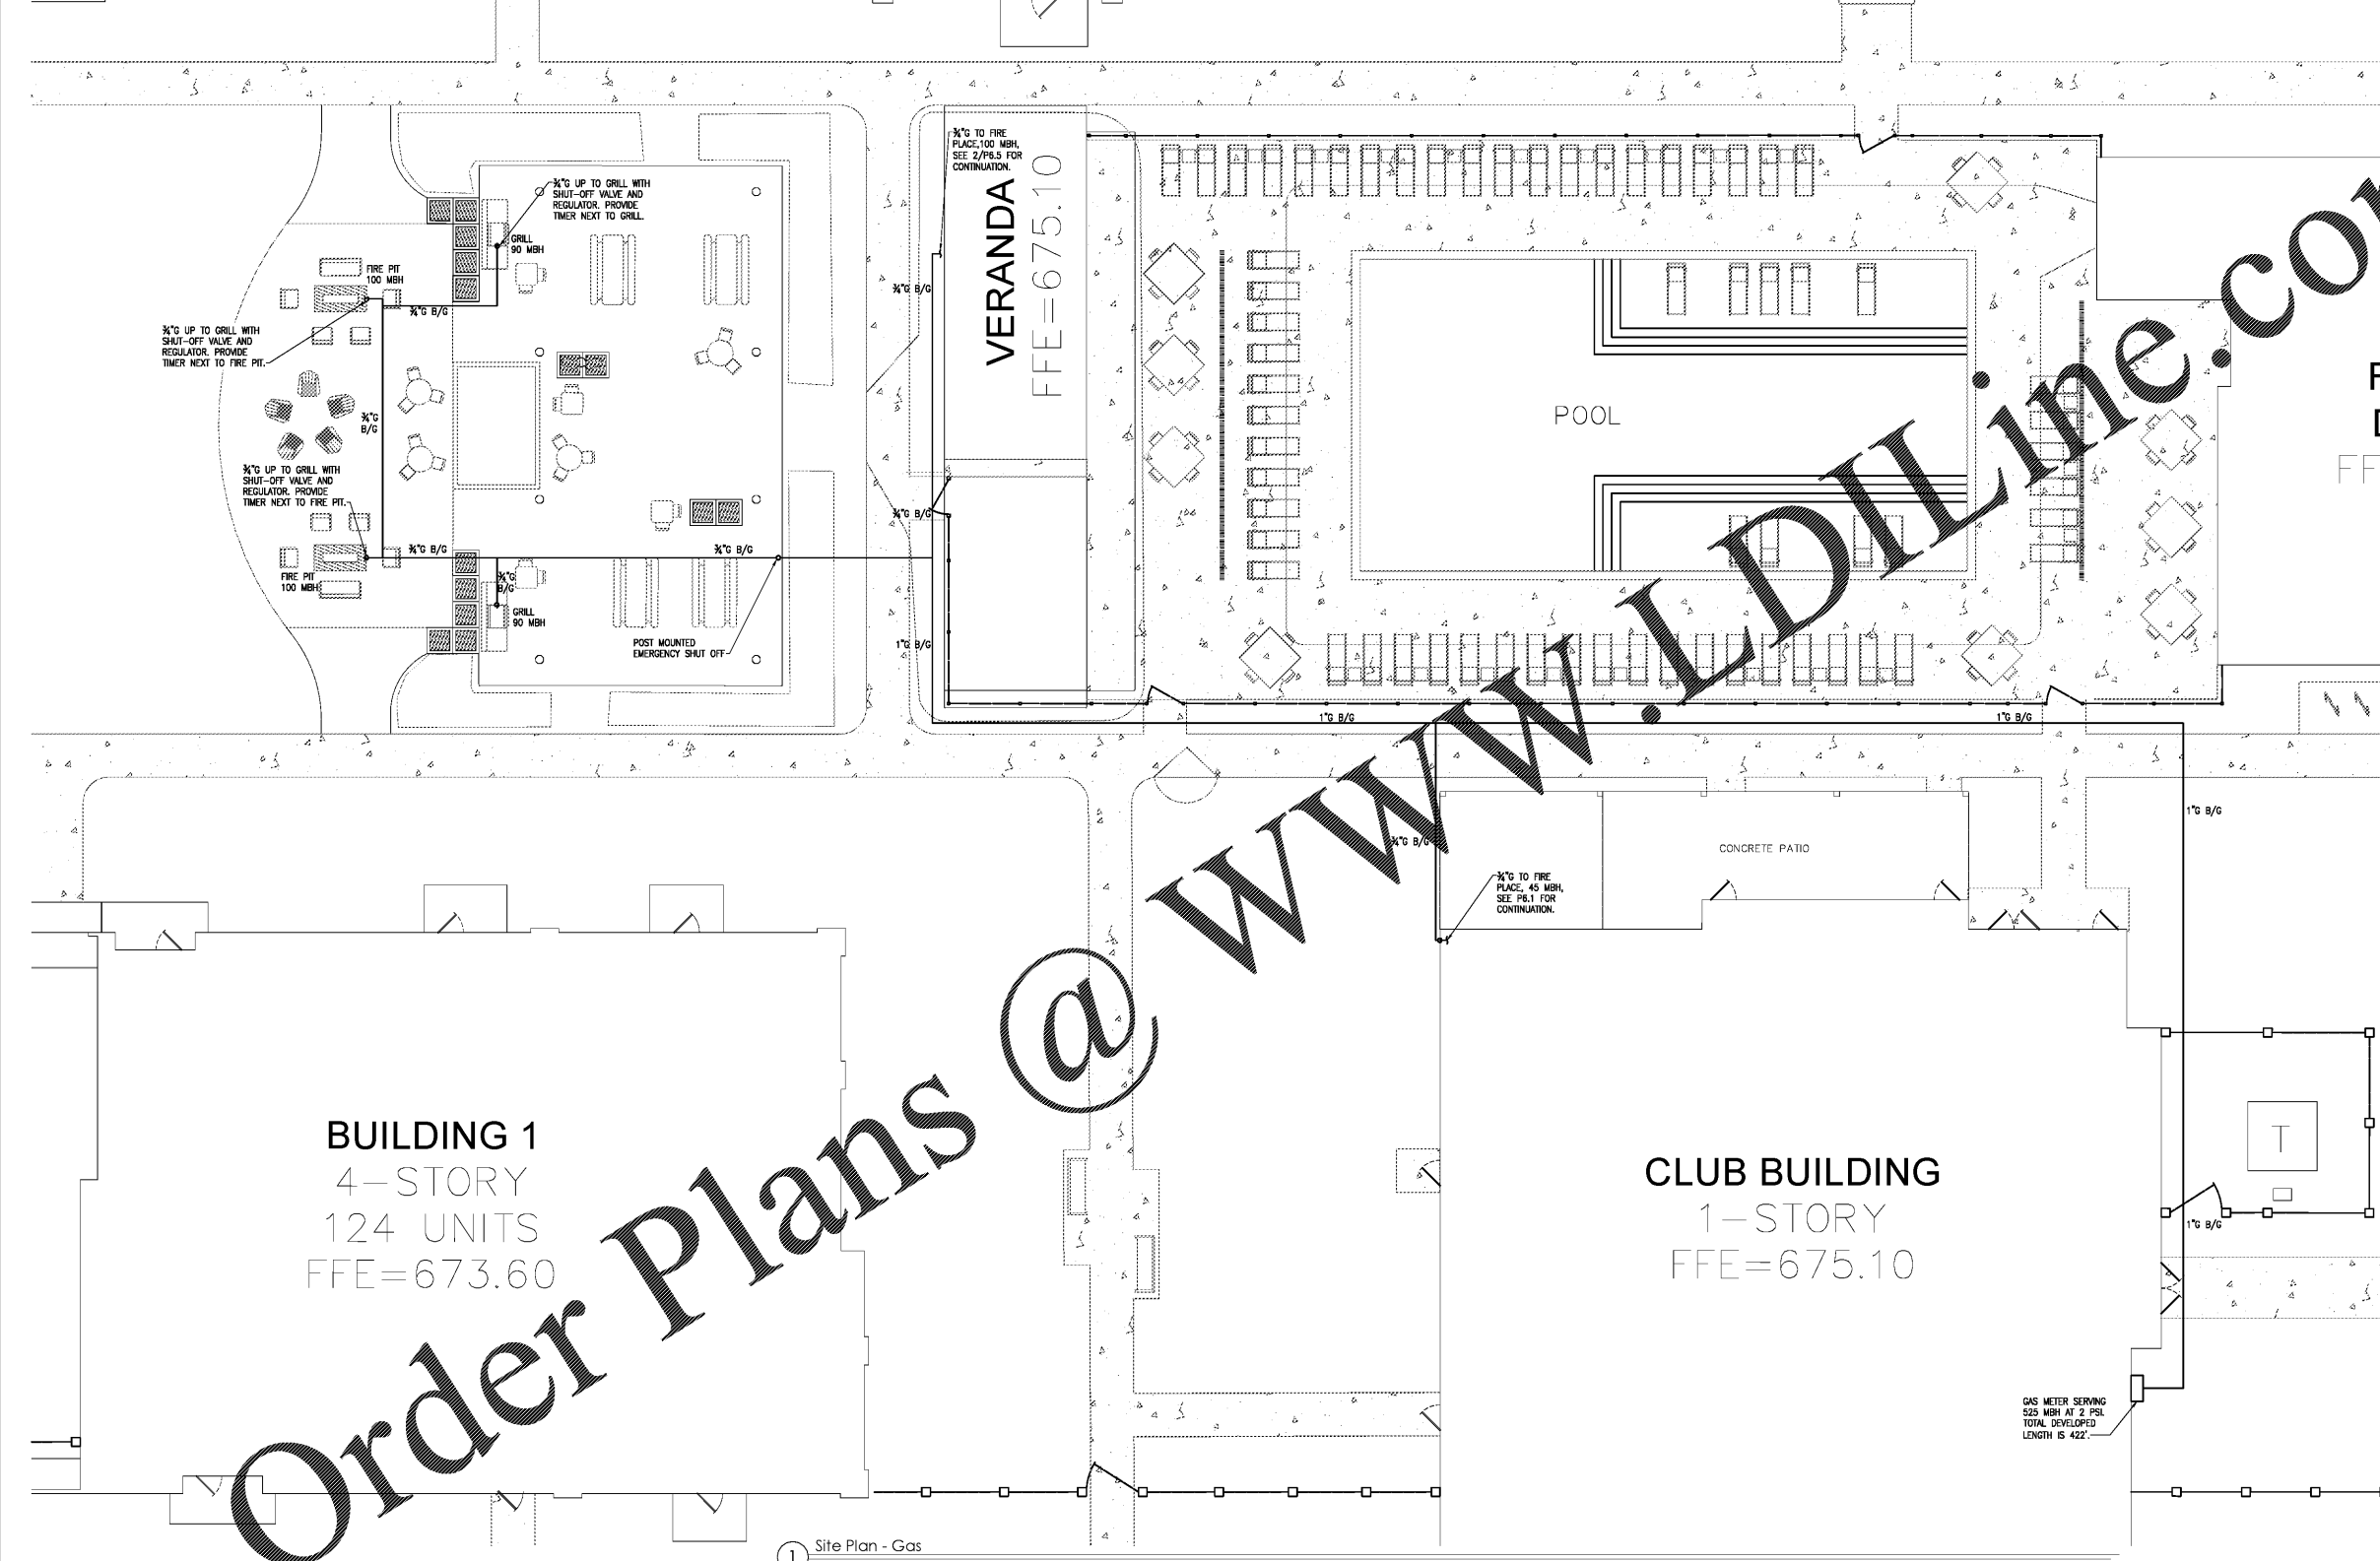 ¾"G TO FIRE
PLACE,100 MBH,
SEE 2/P6.5 FOR
CONTINUATION.
VERANDA
FFE=675.10
¾"G UP TO GRILL WITH
SHUT-OFF VALVE AND
REGULATOR. PROVIDE
TIMER NEXT TO GRILL.
GRILL
90 MBH
FIRE PIT
100 MBH
¾"G B/G
¾"G B/G
¾"G UP TO GRILL WITH
SHUT-OFF VALVE AND
REGULATOR. PROVIDE
TIMER NEXT TO FIRE PIT.
¾"G
B/G
POOL
¾"G UP TO GRILL WITH
SHUT-OFF VALVE AND
REGULATOR. PROVIDE
TIMER NEXT TO FIRE PIT.
¾"G B/G
¾"G B/G
¾"G B/G
FIRE PIT
100 MBH
¾"G
B/G
GRILL
90 MBH
POST MOUNTED
EMERGENCY SHUT OFF
1"G B/G
1"G B/G
1"G B/G
1"G B/G
¾"G B/G
CONCRETE PATIO
¾"G TO FIRE
PLACE, 45 MBH,
SEE P6.1 FOR
CONTINUATION.
BUILDING 1
4-STORY
124 UNITS
FFE=673.60
CLUB BUILDING
1-STORY
FFE=675.10
T
1"G B/G
GAS METER SERVING
525 MBH AT 2 PSI.
TOTAL DEVELOPED
LENGTH IS 422'.
1
Site Plan - Gas
Order Plans @ www.LDILine.co